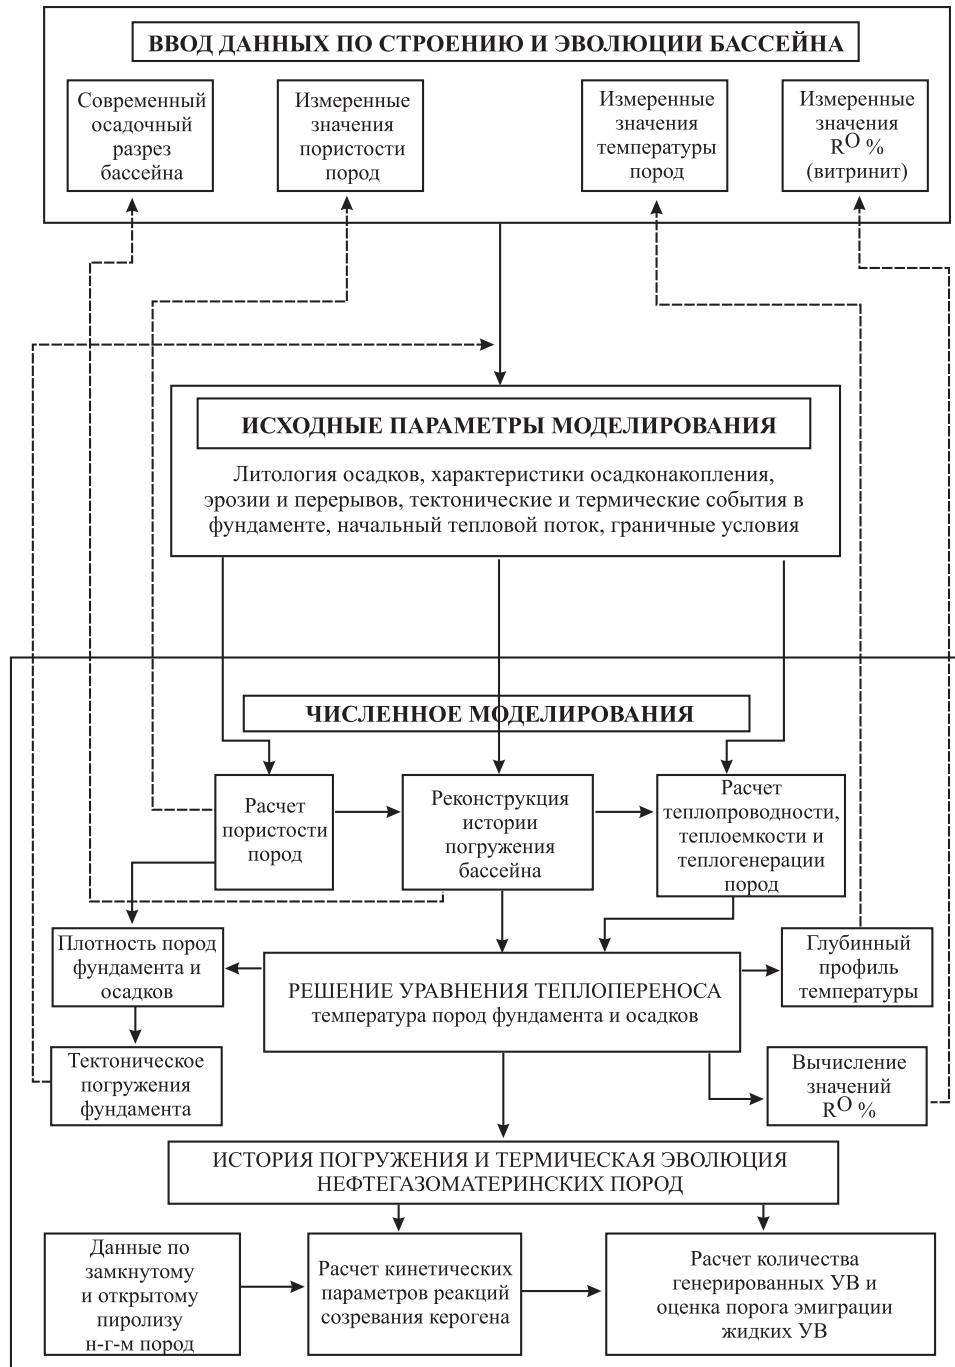 ВВОД ДАННЫХ ПО СТРОЕНИЮ И ЭВОЛЮЦИИ БАССЕЙНА
Современный
осадочный
разрез
бассейна
Измеренные
значения
пористости
пород
Измеренные
значения
температуры
пород
Измеренные
значения
R^O %
(витринит)
ИСХОДНЫЕ ПАРАМЕТРЫ МОДЕЛИРОВАНИЯ
Литология осадков, характеристики осадконакопления,
эрозии и перерывов, тектонические и термические события в
фундаменте, начальный тепловой поток, граничные условия
ЧИСЛЕННОЕ МОДЕЛИРОВАНИЯ
Расчет
пористости
пород
Реконструкция
истории
погружения
бассейна
Расчет
теплопроводности,
теплоемкости и
теплогенерации
пород
Плотность пород
фундамента и
осадков
РЕШЕНИЕ УРАВНЕНИЯ ТЕПЛОПЕРЕНОСА
температура пород фундамента и осадков
Глубинный
профиль
температуры
Тектоническое
погружения
фундамента
Вычисление
значений
R^O %
ИСТОРИЯ ПОГРУЖЕНИЯ И ТЕРМИЧЕСКАЯ ЭВОЛЮЦИЯ
НЕФТЕГАЗОМАТЕРИНСКИХ ПОРОД
Данные по
замкнутому
и открытому
пиролизу
н-г-м пород
Расчет кинетических
параметров реакций
созревания керогена
Расчет количества
генерированных УВ и
оценка порога эмиграции
жидких УВ